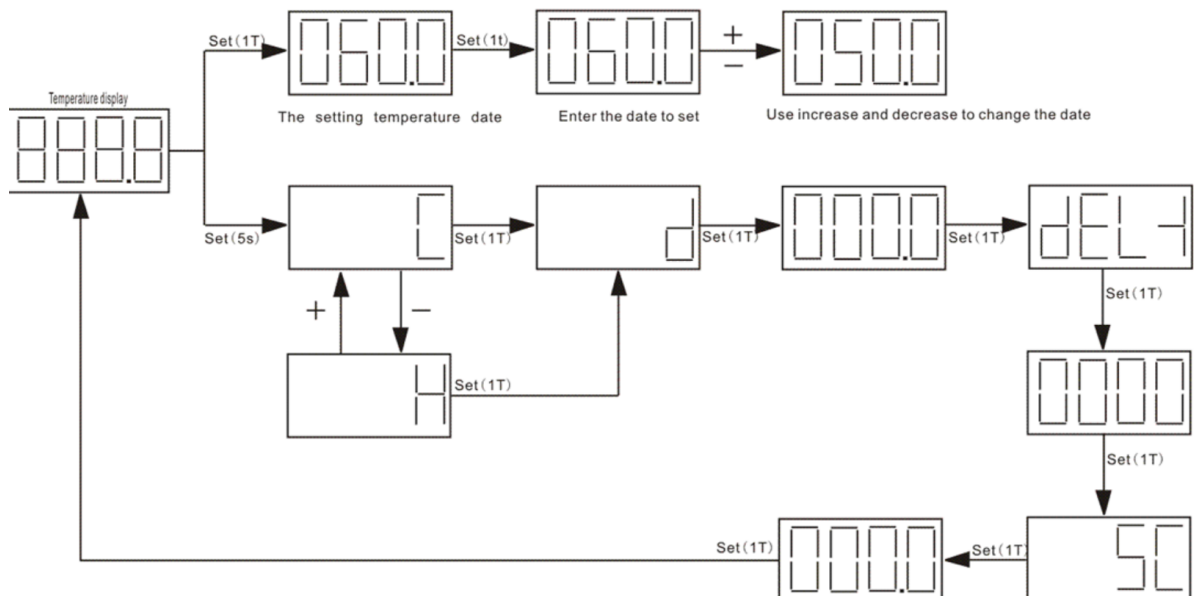 Set(1T)
060.0
Set(1t)
060.0
+
−
050.0
Temperature display
The setting temperature date
Enter the date to set
Use increase and decrease to change the date
888.8
Set(5s)
C
Set(1T)
d
Set(1T)
000.0
Set(1T)
Set(1T)
+
−
H
Set(1T)
0000
Set(1T)
Set(1T)
000.0
Set(1T)
SC